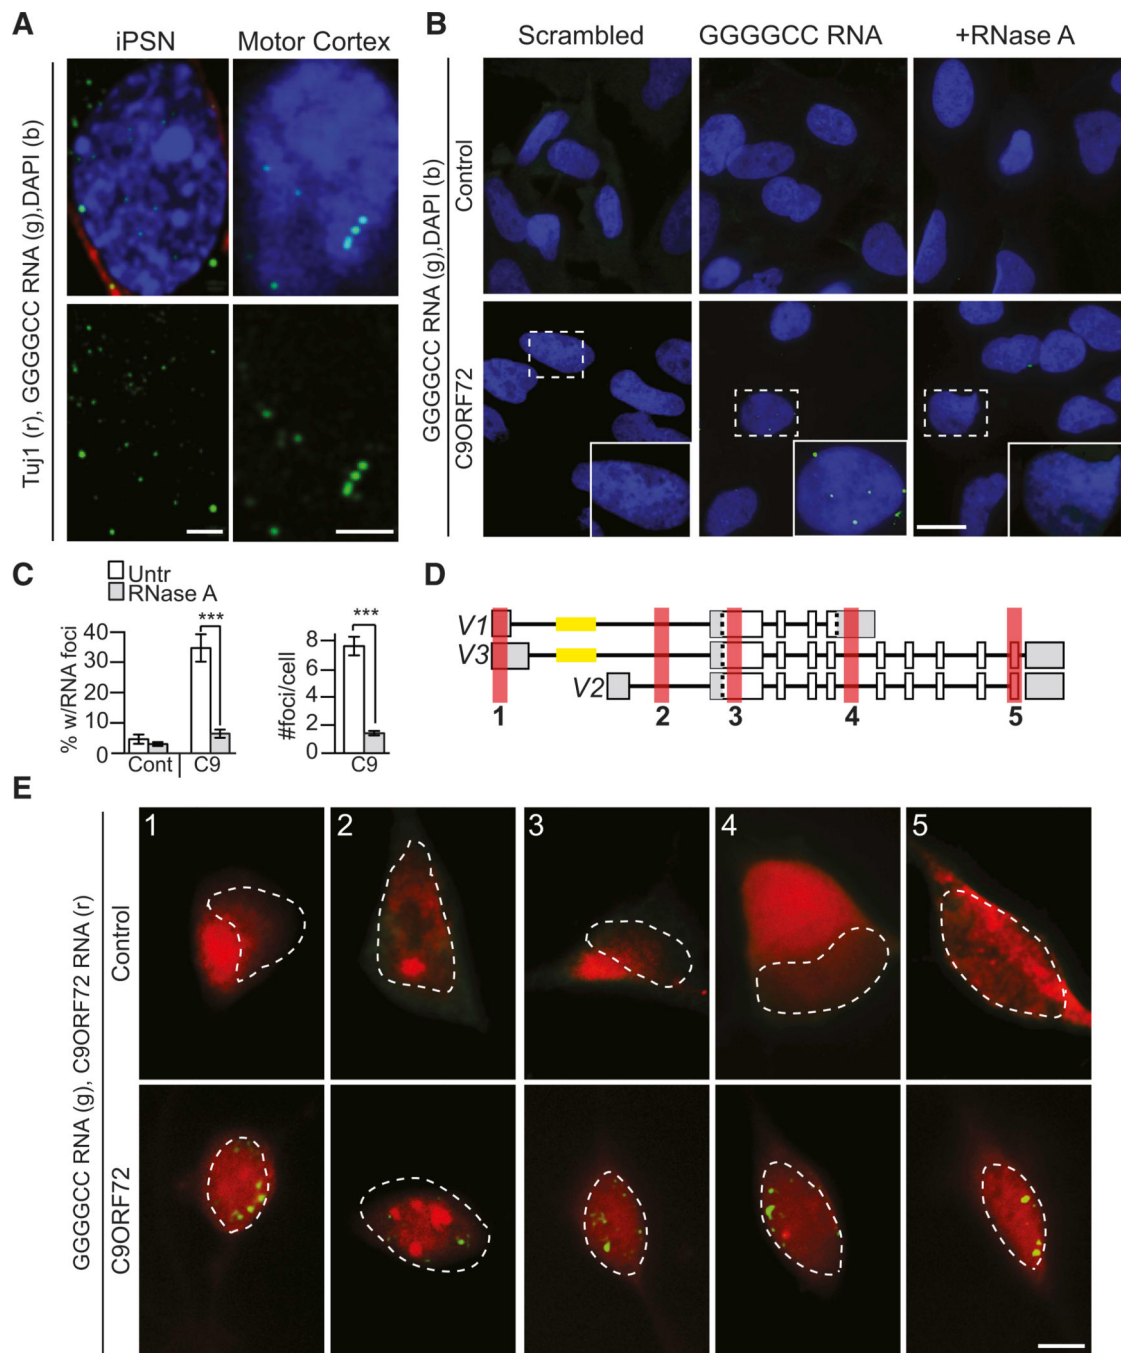 A
iPSN
Motor Cortex
Tuj1 (r), GGGGCC RNA (g),DAPI (b)
B
Scrambled
GGGGCC RNA
+RNase A
GGGGCC RNA (g),DAPI (b)
Control
C9ORF72
C
Untr
RNase A
% w/RNA foci
40
30
20
10
0
***
Cont
C9
#foci/cell
8
6
4
2
0
***
C9
D
V1
V3
V2
1
2
3
4
5
E
GGGGCC RNA (g), C9ORF72 RNA (r)
Control
C9ORF72
1
2
3
4
5